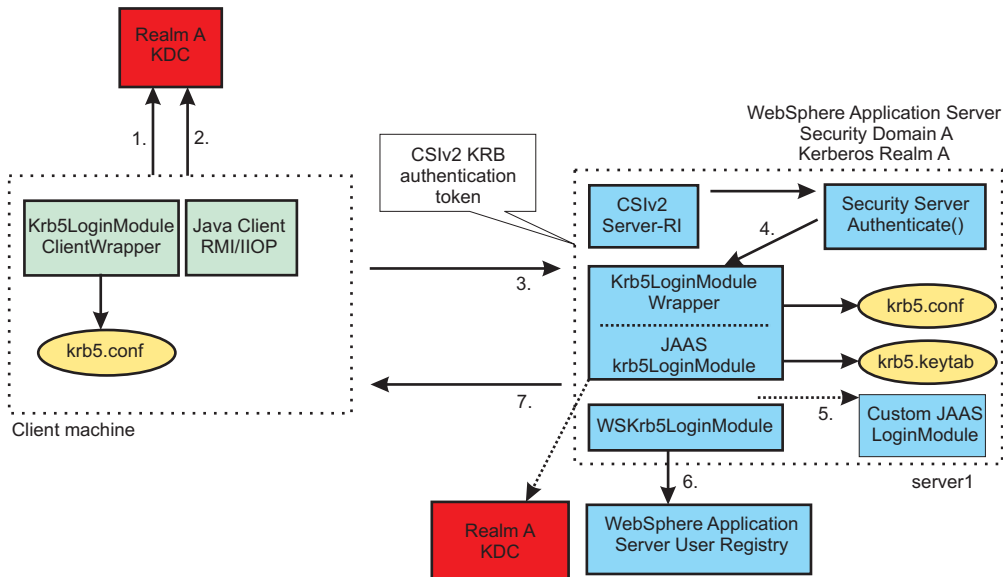 Realm A
KDC
1.
2.
WebSphere Application Server
Security Domain A
Kerberos Realm A
CSIv2 KRB
authentication
token
Krb5LoginModule
ClientWrapper
Java Client
RMI/IIOP
krb5.conf
Client machine
3.
7.
CSIv2
Server-RI
Security Server
Authenticate()
4.
Krb5LoginModule
Wrapper
JAAS
krb5LoginModule
krb5.conf
krb5.keytab
5.
WSKrb5LoginModule
Custom JAAS
LoginModule
server1
6.
Realm A
KDC
WebSphere Application
Server User Registry